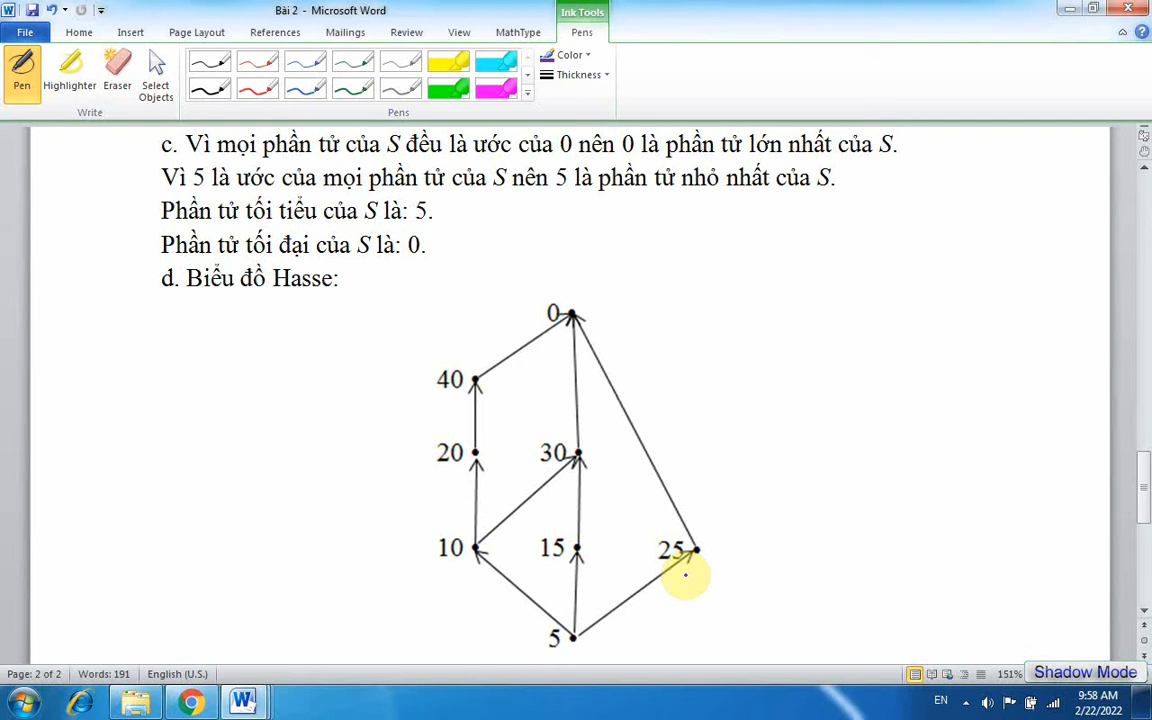 Bài 2 - Microsoft Word
Ink Tools
File Home Insert Page Layout References Mailings Review View MathType Pens
Pen Highlighter Eraser Select Objects
Color
Thickness
Write Pens
c. Vì mọi phần tử của S đều là ước của 0 nên 0 là phần tử lớn nhất của S.
Vì 5 là ước của mọi phần tử của S nên 5 là phần tử nhỏ nhất của S.
Phần tử tối tiểu của S là: 5.
Phần tử tối đại của S là: 0.
d. Biểu đồ Hasse:
0
40
20 30
10 15 25
5
Page: 2 of 2 Words: 191 English (U.S.) 151%
Shadow Mode
EN 9:58 AM
2/22/2022